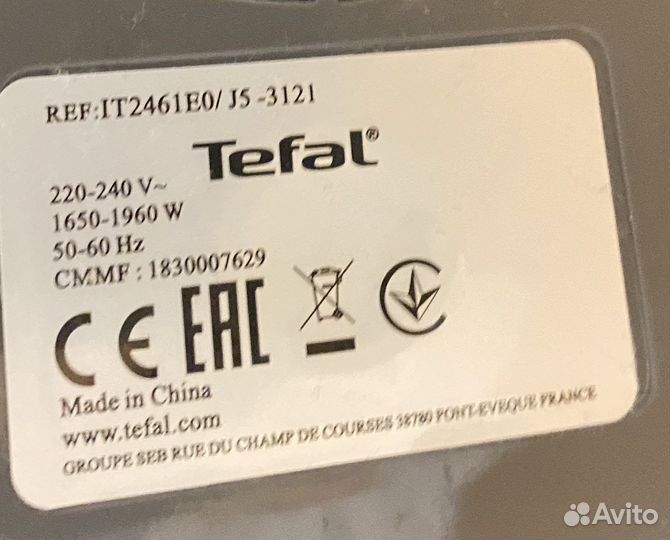 REF:IT2461E0/ J5 -3121
Tefal®
220-240 V~
1650-1960 W
50-60 Hz
CMMF : 1830007629
CE EAC
Made in China
www.tefal.com
GROUPE SEB RUE DU CHAMP DE COURSES 38780 PONT-EVEQUE FRANCE
Avito